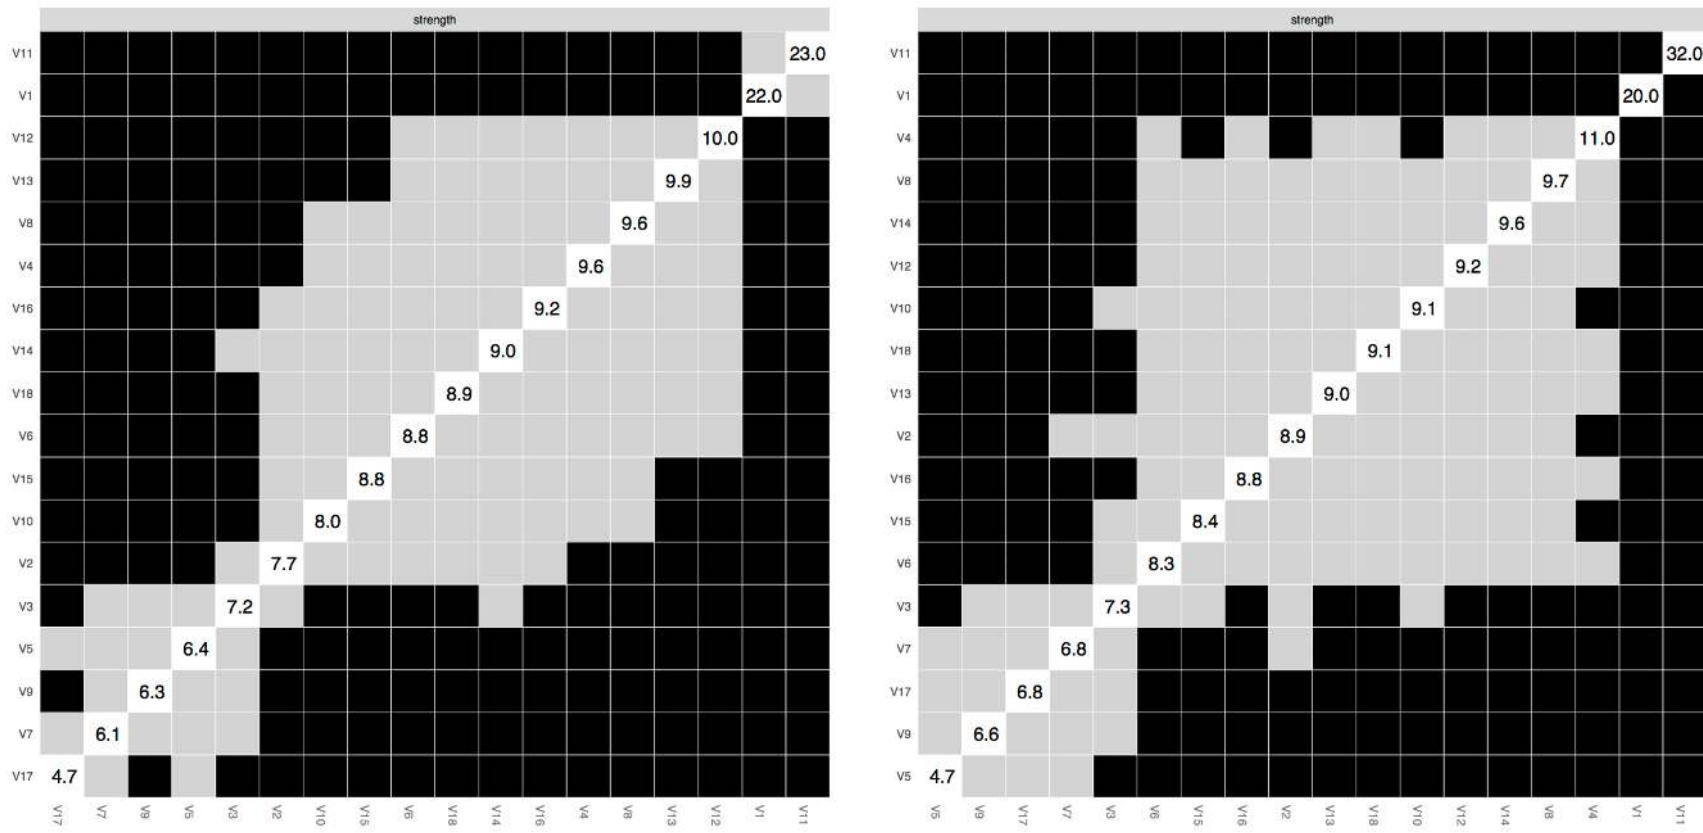 strength
V11 23.0
V1 22.0
V12 10.0
V13 9.9
V8 9.6
V4 9.6
V16 9.2
V14 9.0
V18 8.9
V6 8.8
V15 8.8
V10 8.0
V2 7.7
V3 7.2
V5 6.4
V9 6.3
V7 6.1
V17 4.7
V17 V7 V9 V5 V3 V2 V10 V15 V6 V18 V14 V16 V4 V8 V13 V12 V1 V11
strength
V11 32.0
V1 20.0
V4 11.0
V8 9.7
V14 9.6
V12 9.2
V10 9.1
V18 9.1
V13 9.0
V2 8.9
V16 8.8
V15 8.4
V6 8.3
V3 7.3
V7 6.8
V17 6.8
V9 6.6
V5 4.7
V5 V9 V17 V7 V3 V6 V15 V16 V2 V13 V18 V10 V12 V14 V8 V4 V1 V11